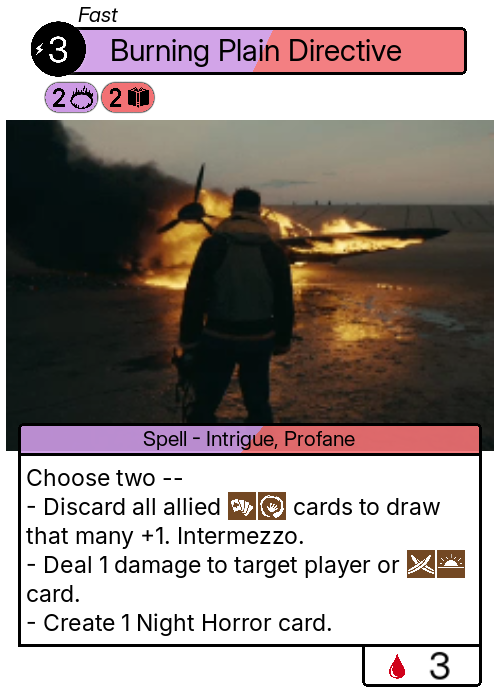 Fast
3 Burning Plain Directive
2 2
Spell - Intrigue, Profane
Choose two --
- Discard all allied cards to draw
that many +1. Intermezzo.
- Deal 1 damage to target player or
card.
- Create 1 Night Horror card.
3